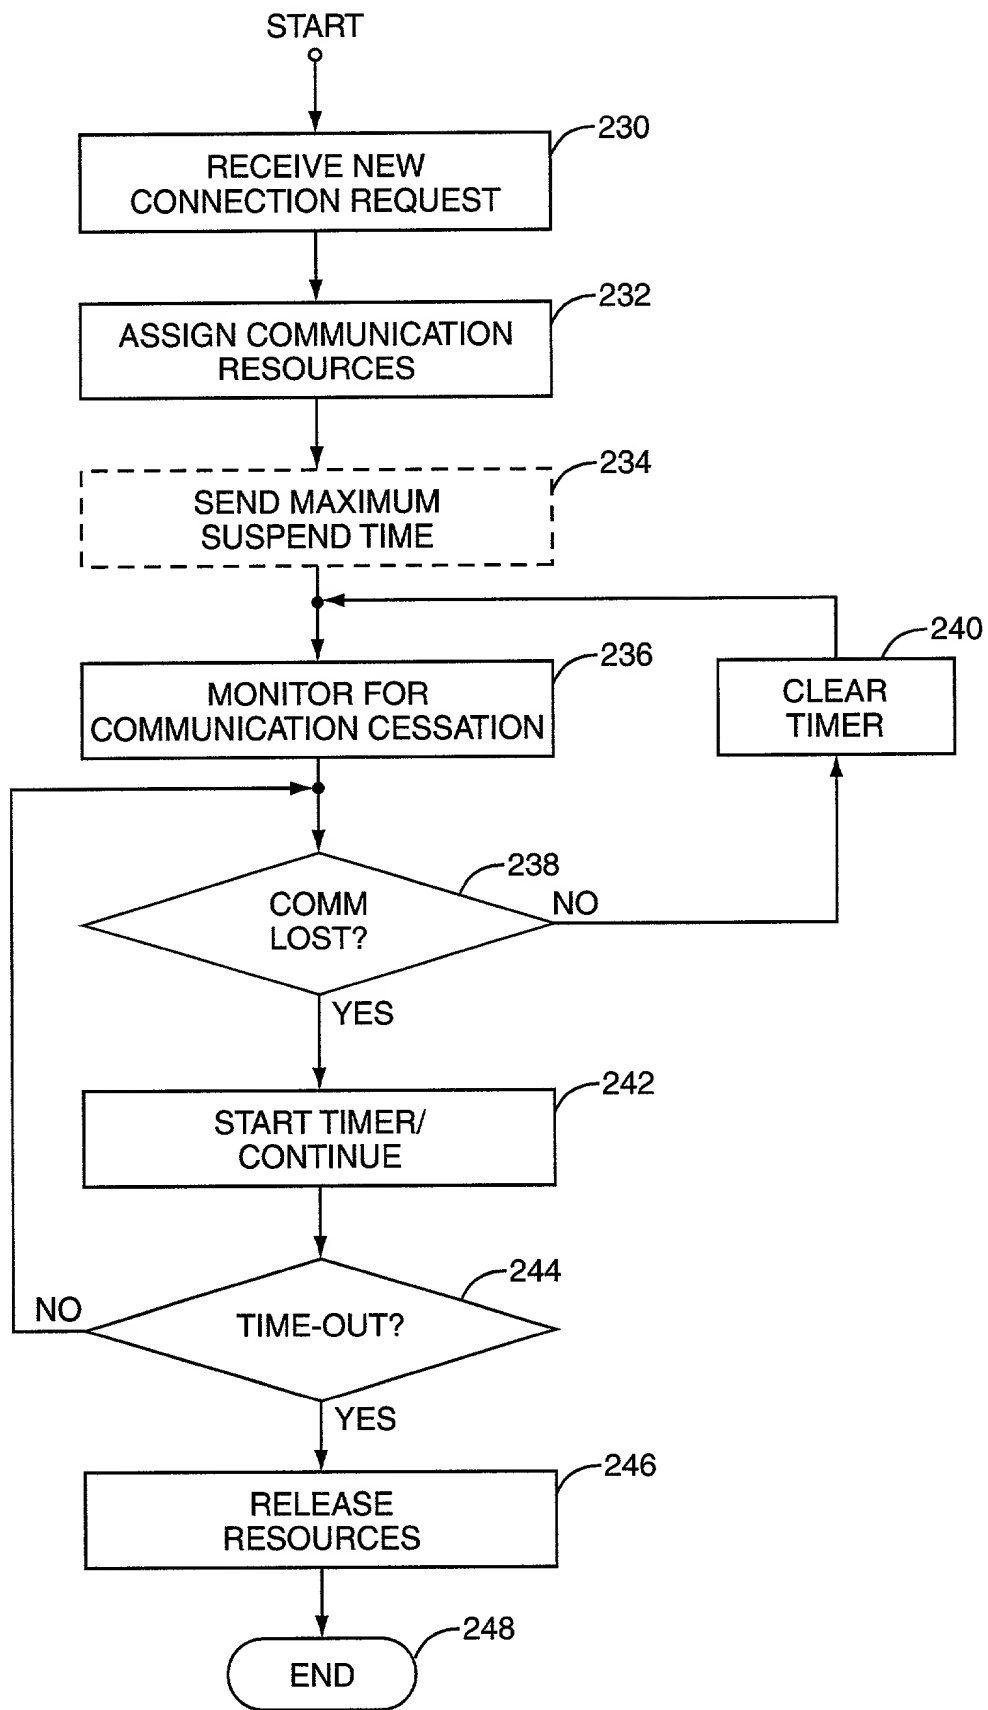 START
230
RECEIVE NEW
CONNECTION REQUEST
232
ASSIGN COMMUNICATION
RESOURCES
234
SEND MAXIMUM
SUSPEND TIME
240
CLEAR
TIMER
236
MONITOR FOR
COMMUNICATION CESSATION
238
COMM
LOST?
NO
YES
242
START TIMER/
CONTINUE
244
TIME-OUT?
NO
YES
246
RELEASE
RESOURCES
248
END